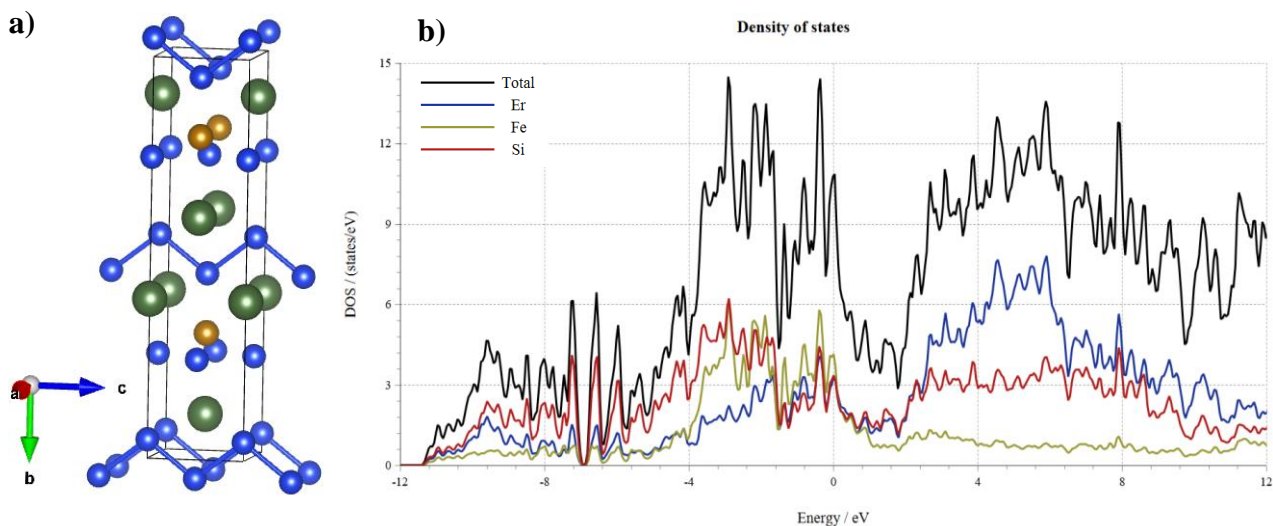 a)
a
b
c
b)
Density of states
Total
Er
Fe
Si
DOS / (states/eV)
15
12
9
6
3
0
-12
-8
-4
0
4
8
12
Energy / eV